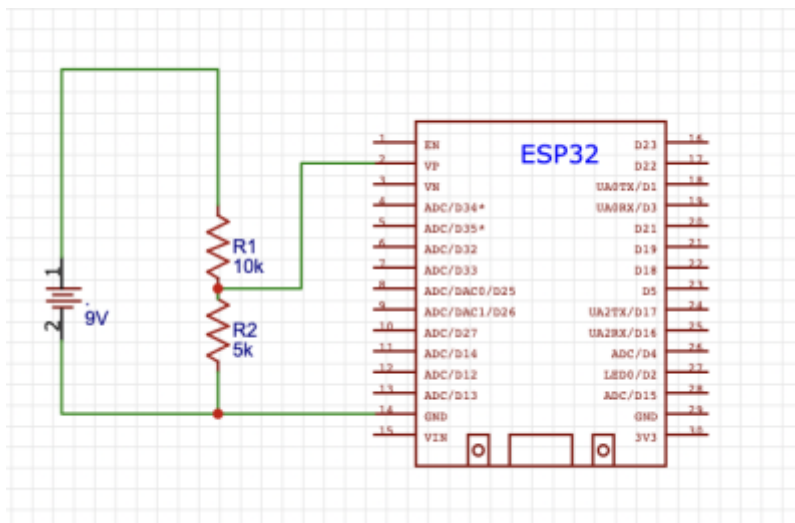 ESP32
1 EN
2 VP
3 VN
4 ADC/D34*
5 ADC/D35*
6 ADC/D32
7 ADC/D33
8 ADC/DAC0/D25
9 ADC/DAC1/D26
10 ADC/D27
11 ADC/D14
12 ADC/D12
13 ADC/D13
14 GND
15 VIN
D23 16
D22 17
UA0TX/D1 18
UA0RX/D3 19
D21 20
D19 21
D18 22
D5 23
UA2TX/D17 24
UA2RX/D16 25
ADC/D4 26
LED0/D2 27
ADC/D15 28
GND 29
3V3 30
R1
10k
R2
5k
1
2
9V